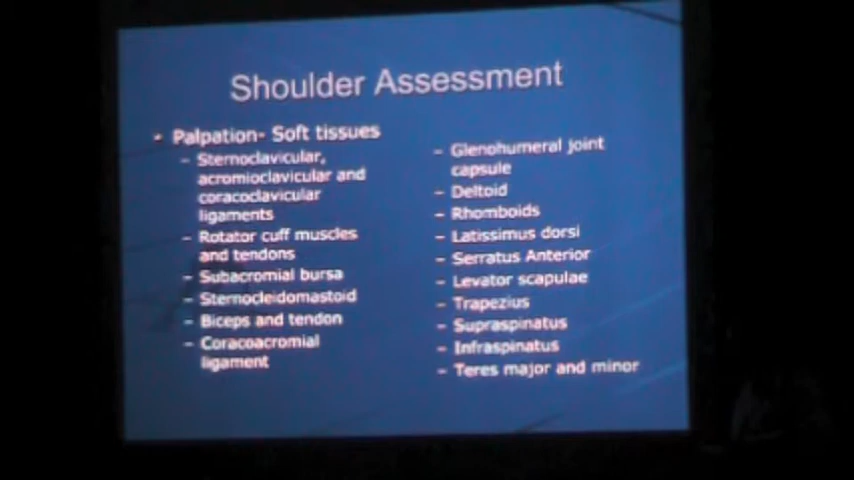 Shoulder Assessment
• Palpation- Soft tissues
– Sternoclavicular,
acromioclavicular and
coracoclavicular
ligaments
– Rotator cuff muscles
and tendons
– Subacromial bursa
– Sternocleidomastoid
– Biceps and tendon
– Coracoacromial
ligament
– Glenohumeral joint
capsule
– Deltoid
– Rhomboids
– Latissimus dorsi
– Serratus Anterior
– Levator scapulae
– Trapezius
– Supraspinatus
– Infraspinatus
– Teres major and minor